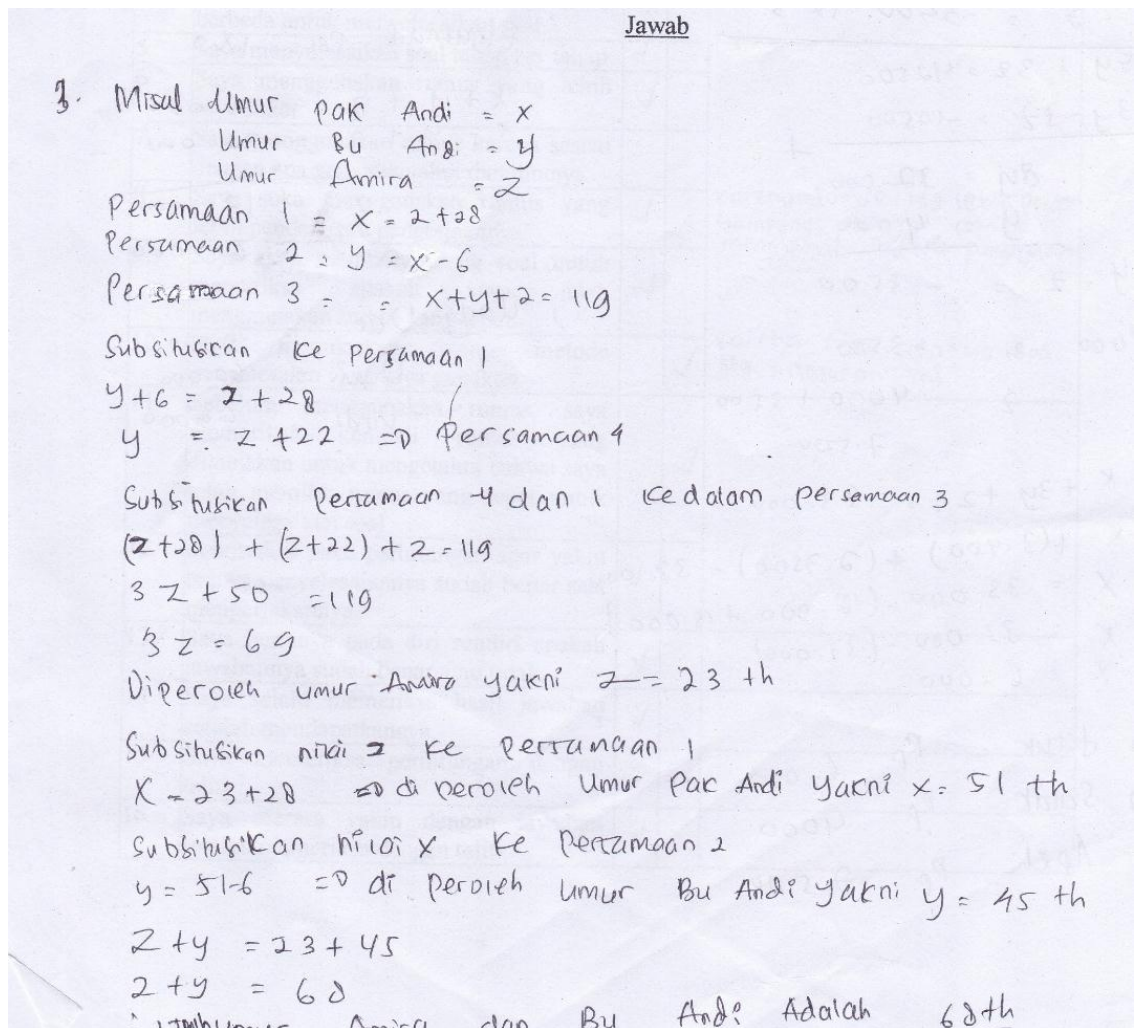 Jawab
3. Misal Umur Pak Andi = x
Umur Bu Andi = y
Umur Amira = z
Persamaan 1 = x = z+28
Persamaan 2 : y = x-6
Persamaan 3 = = x+y+z = 119
Subsitusikan ke Persamaan 1
y+6 = z+28
y = z+22 => Persamaan 4
Subsitusikan Persamaan 4 dan 1 ke dalam persamaan 3
(z+28) + (z+22) + z = 119
3z + 50 = 119
3z = 69
Diperoleh umur Amira yakni z = 23 th
Subsitusikan nilai z ke persamaan 1
x = 23+28 => di peroleh Umur Pak Andi yakni x = 51 th
Subsitusikan nilai x ke Persamaan 2
y = 51-6 => di peroleh umur Bu Andi yakni y = 45 th
z+y = 23+45
z+y = 68
Amira dan Bu Andi Adalah 68th